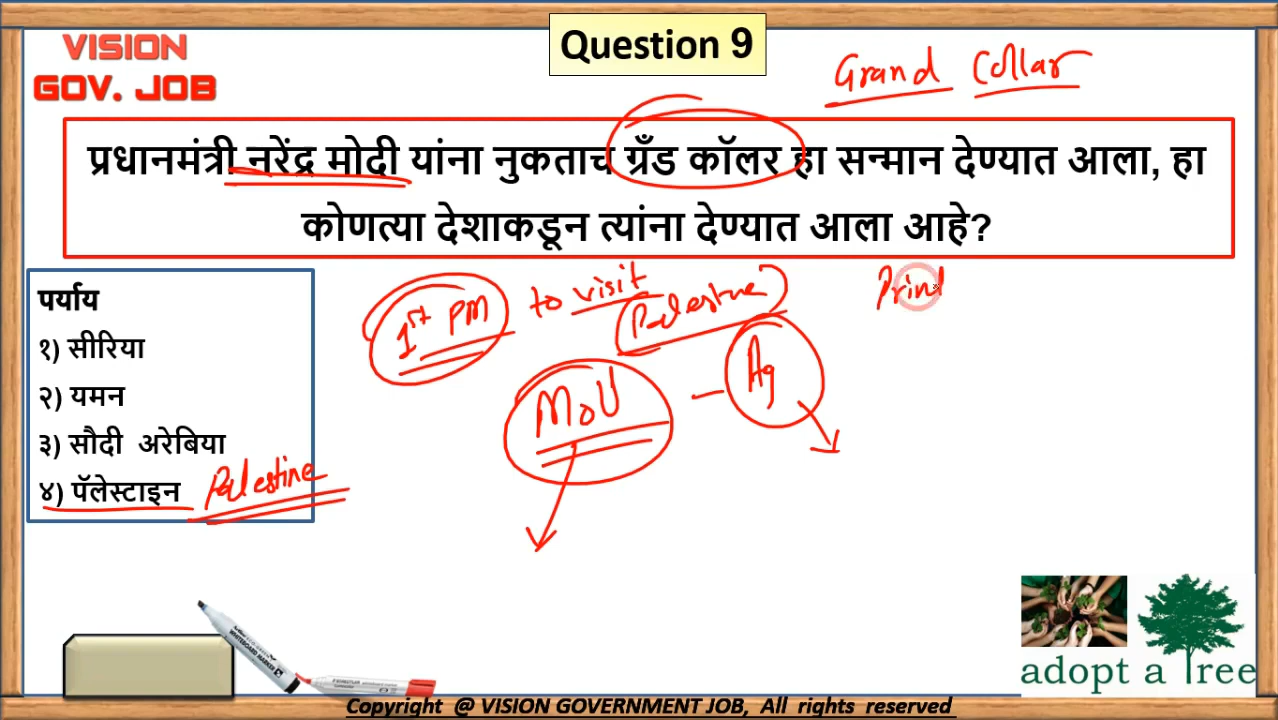 Question 9
VISION
GOV. JOB
Grand Collar
प्रधानमंत्री नरेंद्र मोदी यांना नुकताच ग्रँड कॉलर हा सन्मान देण्यात आला, हा
कोणत्या देशाकडून त्यांना देण्यात आला आहे?
पर्याय
१) सीरिया
२) यमन
३) सौदी अरेबिया
४) पॅलेस्टाइन Palestine
1st PM to visit Palestine
MoU - Ag
Print
adopt a Tree
Copyright @ VISION GOVERNMENT JOB, All rights reserved